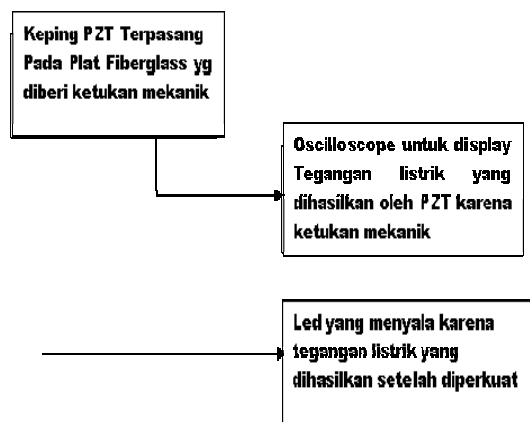 Keping PZT Terpasang
Pada Plat Fiberglass yg
diberi ketukan mekanik
Oscilloscope untuk display
Tegangan listrik yang
dihasilkan oleh PZT karena
ketukan mekanik
Led yang menyala karena
tegangan listrik yang
dihasilkan setelah diperkuat